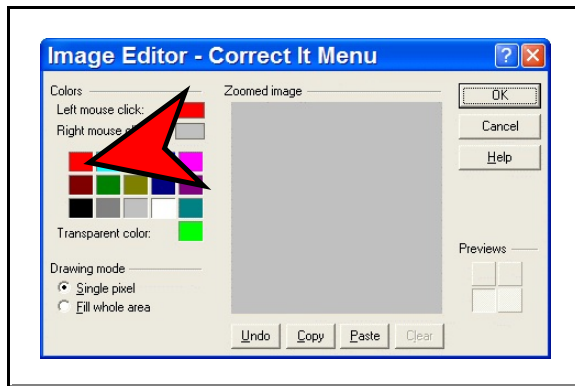 Image Editor - Correct It Menu
Colors
Zoomed image
OK
Left mouse click:
Right mouse
Cancel
Help
Transparent color:
Previews
Drawing mode
Single pixel
Fill whole area
Undo
Copy
Paste
Clear